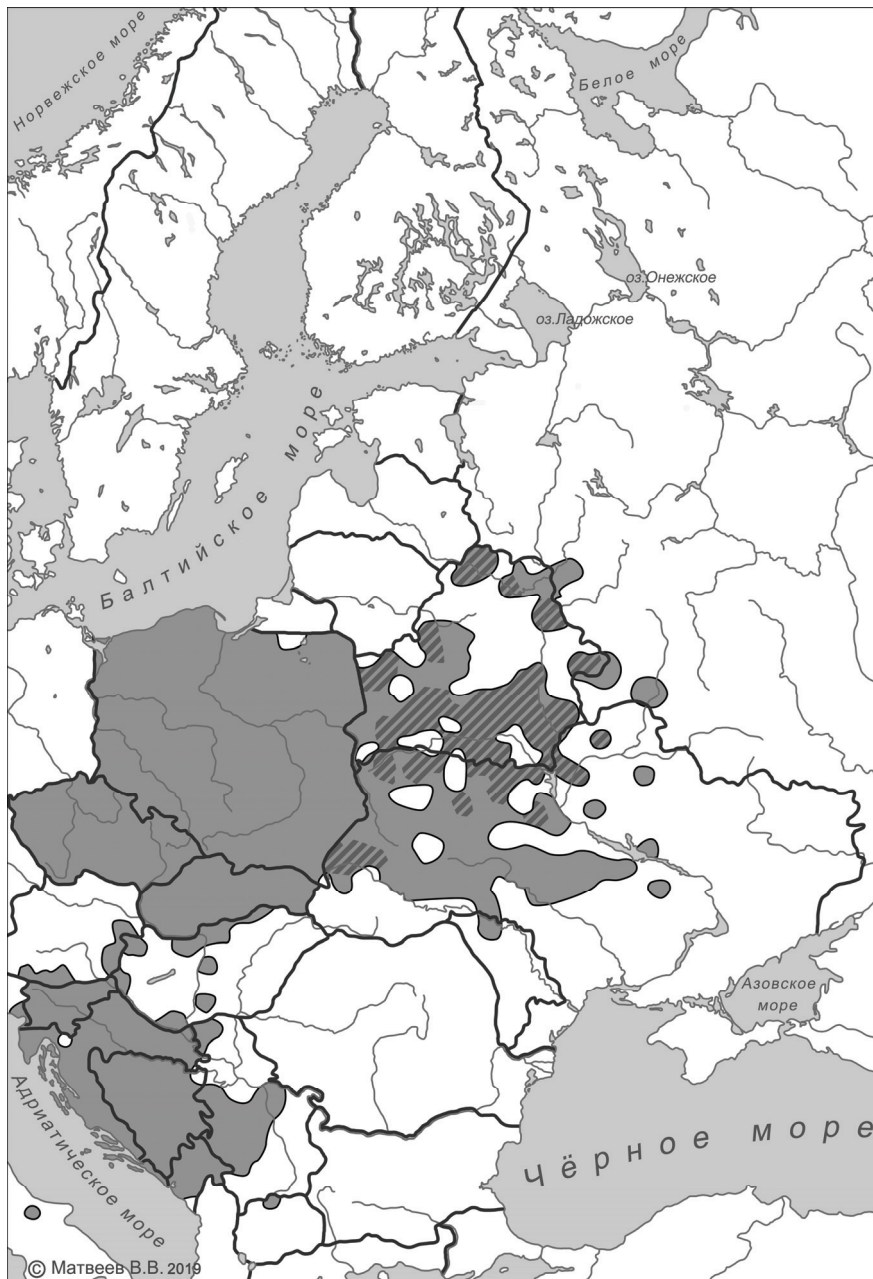 Норвежское море
Белое море
оз.Онежское
оз.Ладожское
Балтийское море
Азовское
море
Адриатическое море
Чёрное море
© Матвеев В.В. 2019